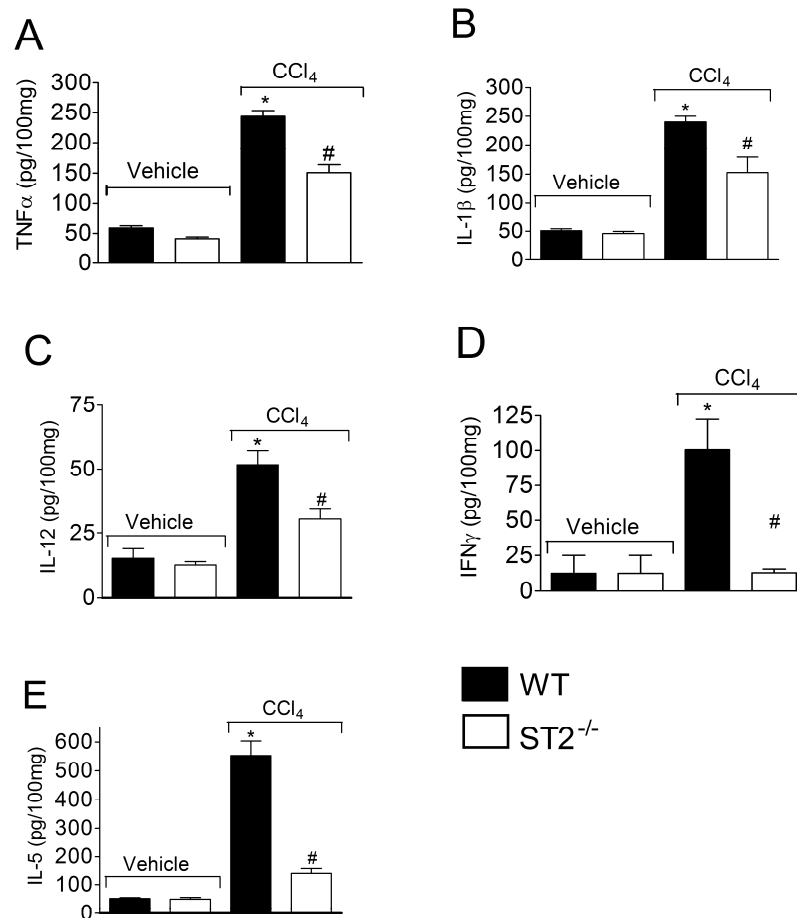 A
TNFα (pg/100mg)
300
250
200
150
100
50
0
Vehicle
CCl₄
*
#
B
IL-1β (pg/100mg)
300
250
200
150
100
50
0
Vehicle
CCl₄
*
#
C
IL-12 (pg/100mg)
75
50
25
0
Vehicle
CCl₄
*
#
D
IFNγ (pg/100mg)
125
100
75
50
25
0
Vehicle
CCl₄
*
#
E
IL-5 (pg/100mg)
600
500
400
300
200
100
0
Vehicle
CCl₄
*
#
WT
ST2⁻/⁻